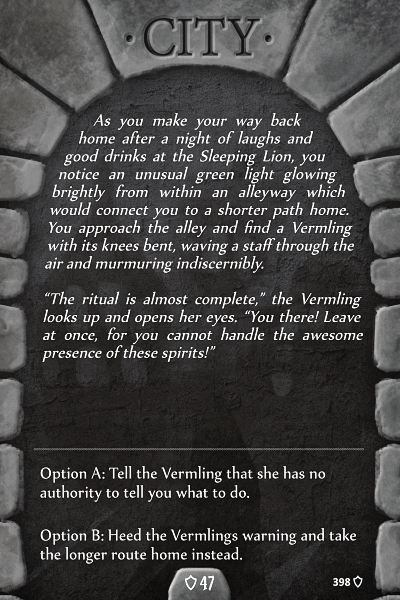 · CITY ·
As you make your way back
home after a night of laughs and
good drinks at the Sleeping Lion, you
notice an unusual green light glowing
brightly from within an alleyway which
would connect you to a shorter path home.
You approach the alley and find a Vermling
with its knees bent, waving a staff through the
air and murmuring indiscernibly.
“The ritual is almost complete,” the Vermling
looks up and opens her eyes. “You there! Leave
at once, for you cannot handle the awesome
presence of these spirits!”
Option A: Tell the Vermling that she has no
authority to tell you what to do.
Option B: Heed the Vermlings warning and take
the longer route home instead.
47
398